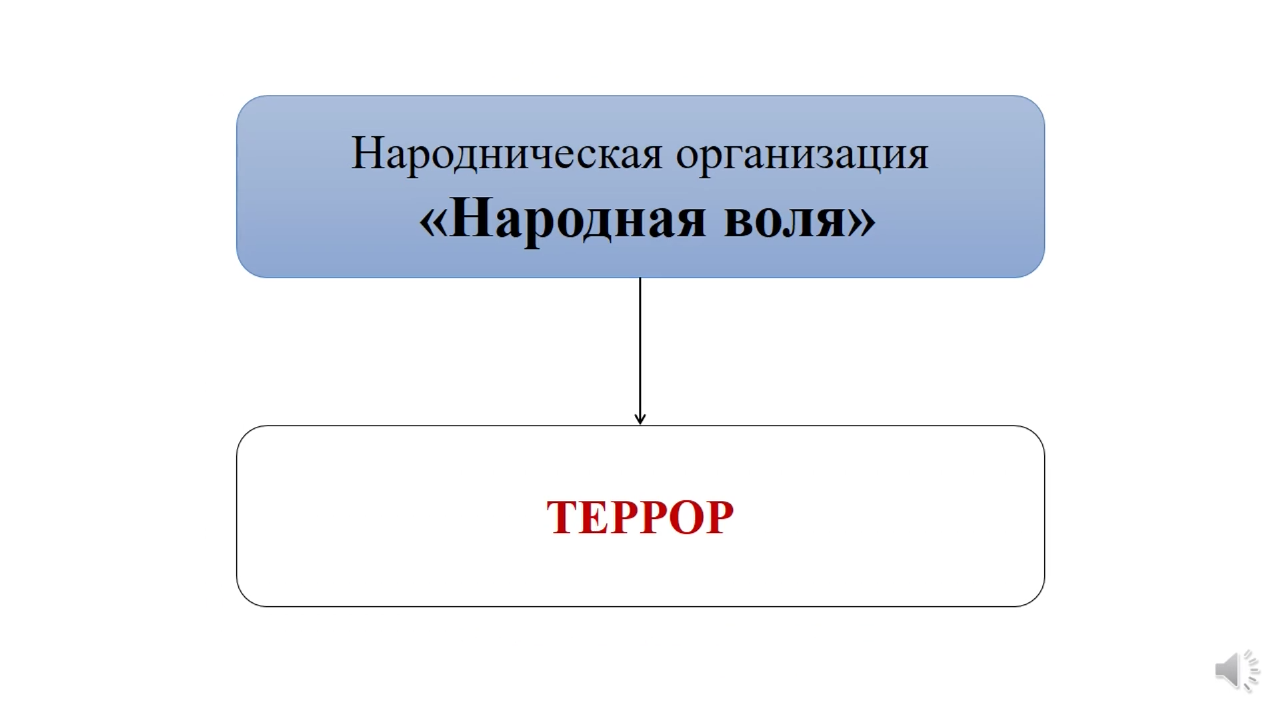 Народническая организация
«Народная воля»
ТЕРРОР